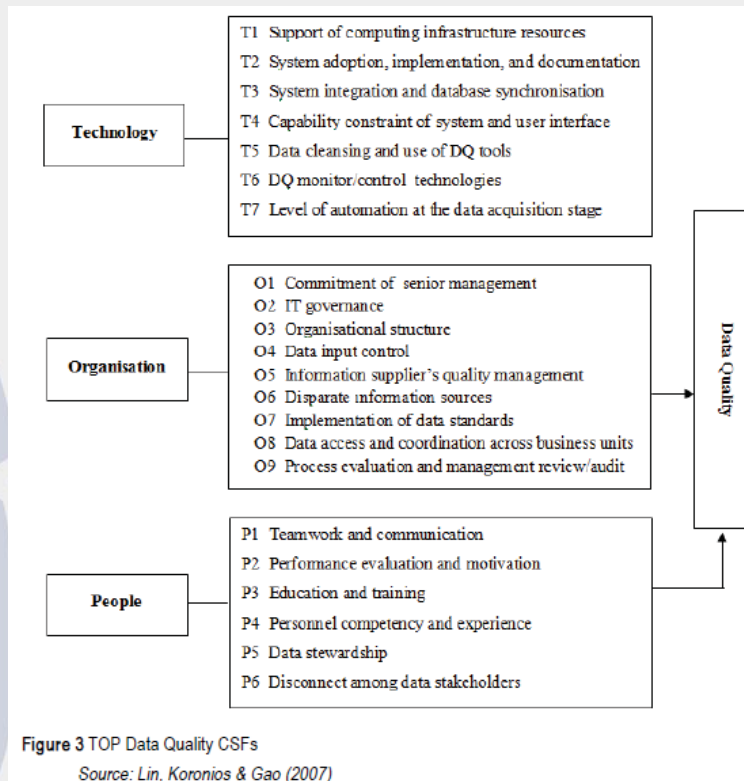 Technology
T1 Support of computing infrastructure resources
T2 System adoption, implementation, and documentation
T3 System integration and database synchronisation
T4 Capability constraint of system and user interface
T5 Data cleansing and use of DQ tools
T6 DQ monitor/control technologies
T7 Level of automation at the data acquisition stage
Organisation
O1 Commitment of senior management
O2 IT governance
O3 Organisational structure
O4 Data input control
O5 Information supplier's quality management
O6 Disparate information sources
O7 Implementation of data standards
O8 Data access and coordination across business units
O9 Process evaluation and management review/audit
People
P1 Teamwork and communication
P2 Performance evaluation and motivation
P3 Education and training
P4 Personnel competency and experience
P5 Data stewardship
P6 Disconnect among data stakeholders
Data Quality
Figure 3 TOP Data Quality CSFs
Source: Lin, Koronios & Gao (2007)